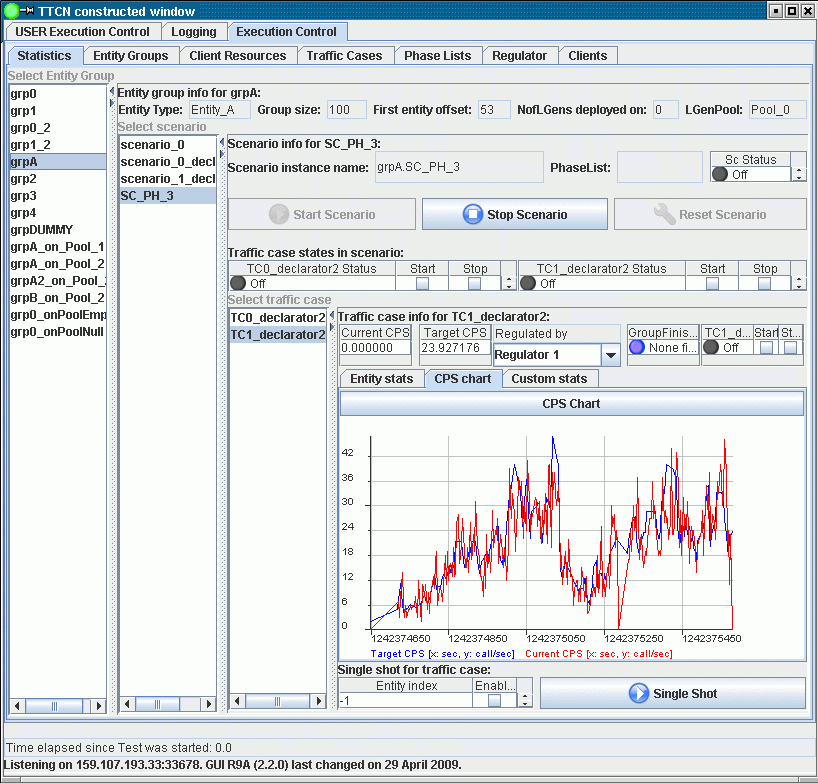 TTCN constructed window
USER Execution Control Logging Execution Control
Statistics Entity Groups Client Resources Traffic Cases Phase Lists Regulator Clients
Select Entity Group
grp0
grp1
grp0_2
grp1_2
grpA
grp2
grp3
grp4
grpDUMMY
grpA_on_Pool_1
grpA_on_Pool_2
grpA2_on_Pool_
grpB_on_Pool_2
grp0_onPoolEmp
grp0_onPoolNull
Entity group info for grpA:
Entity Type: Entity_A Group size: 100 First entity offset: 53 NofLGens deployed on: 0 LGenPool: Pool_0
Select scenario
scenario_0
scenario_0_decl
scenario_1_decl
SC_PH_3
Scenario info for SC_PH_3:
Scenario instance name: grpA.SC_PH_3 PhaseList:
Sc Status
Off
Start Scenario Stop Scenario Reset Scenario
Traffic case states in scenario:
TC0_declarator2 Status Start Stop TC1_declarator2 Status Start Stop
Off Off
Select traffic case
TC0_declarator2
TC1_declarator2
Traffic case info for TC1_declarator2:
Current CPS Target CPS Regulated by GroupFinis... TC1_d... Start St...
0.000000 23.927176 Regulator 1 None fi... Off
Entity stats CPS chart Custom stats
CPS Chart
42
36
30
24
18
12
6
0
1242374650 1242374850 1242375050 1242375250 1242375450
Target CPS [x: sec, y: call/sec] Current CPS [x: sec, y: call/sec]
Single shot for traffic case:
Entity index Enabl...
-1
Single Shot
Time elapsed since Test was started: 0.0
Listening on 159.107.193.33:33678. GUI R9A (2.2.0) last changed on 29 April 2009.